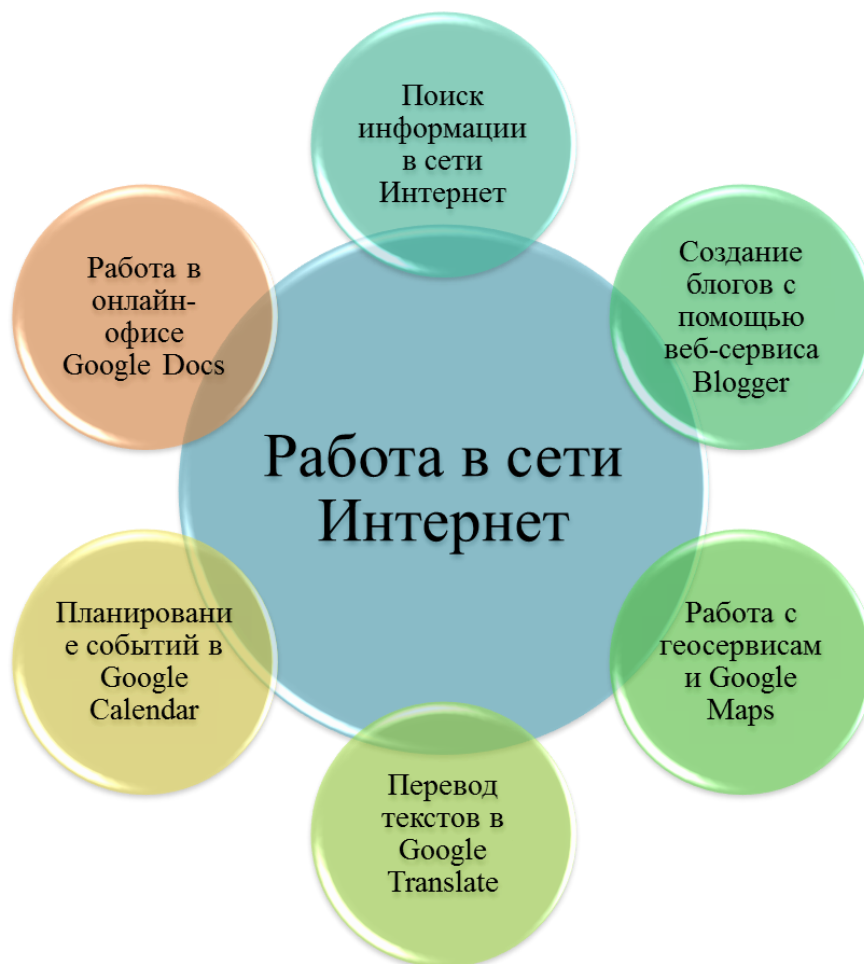 Поиск
информации
в сети
Интернет
Создание
блогов с
помощью
веб-сервиса
Blogger
Работа с
геосервисам
и Google
Maps
Перевод
текстов в
Google
Translate
Планировани
е событий в
Google
Calendar
Работа в
онлайн-
офисе
Google Docs
Работа в сети
Интернет